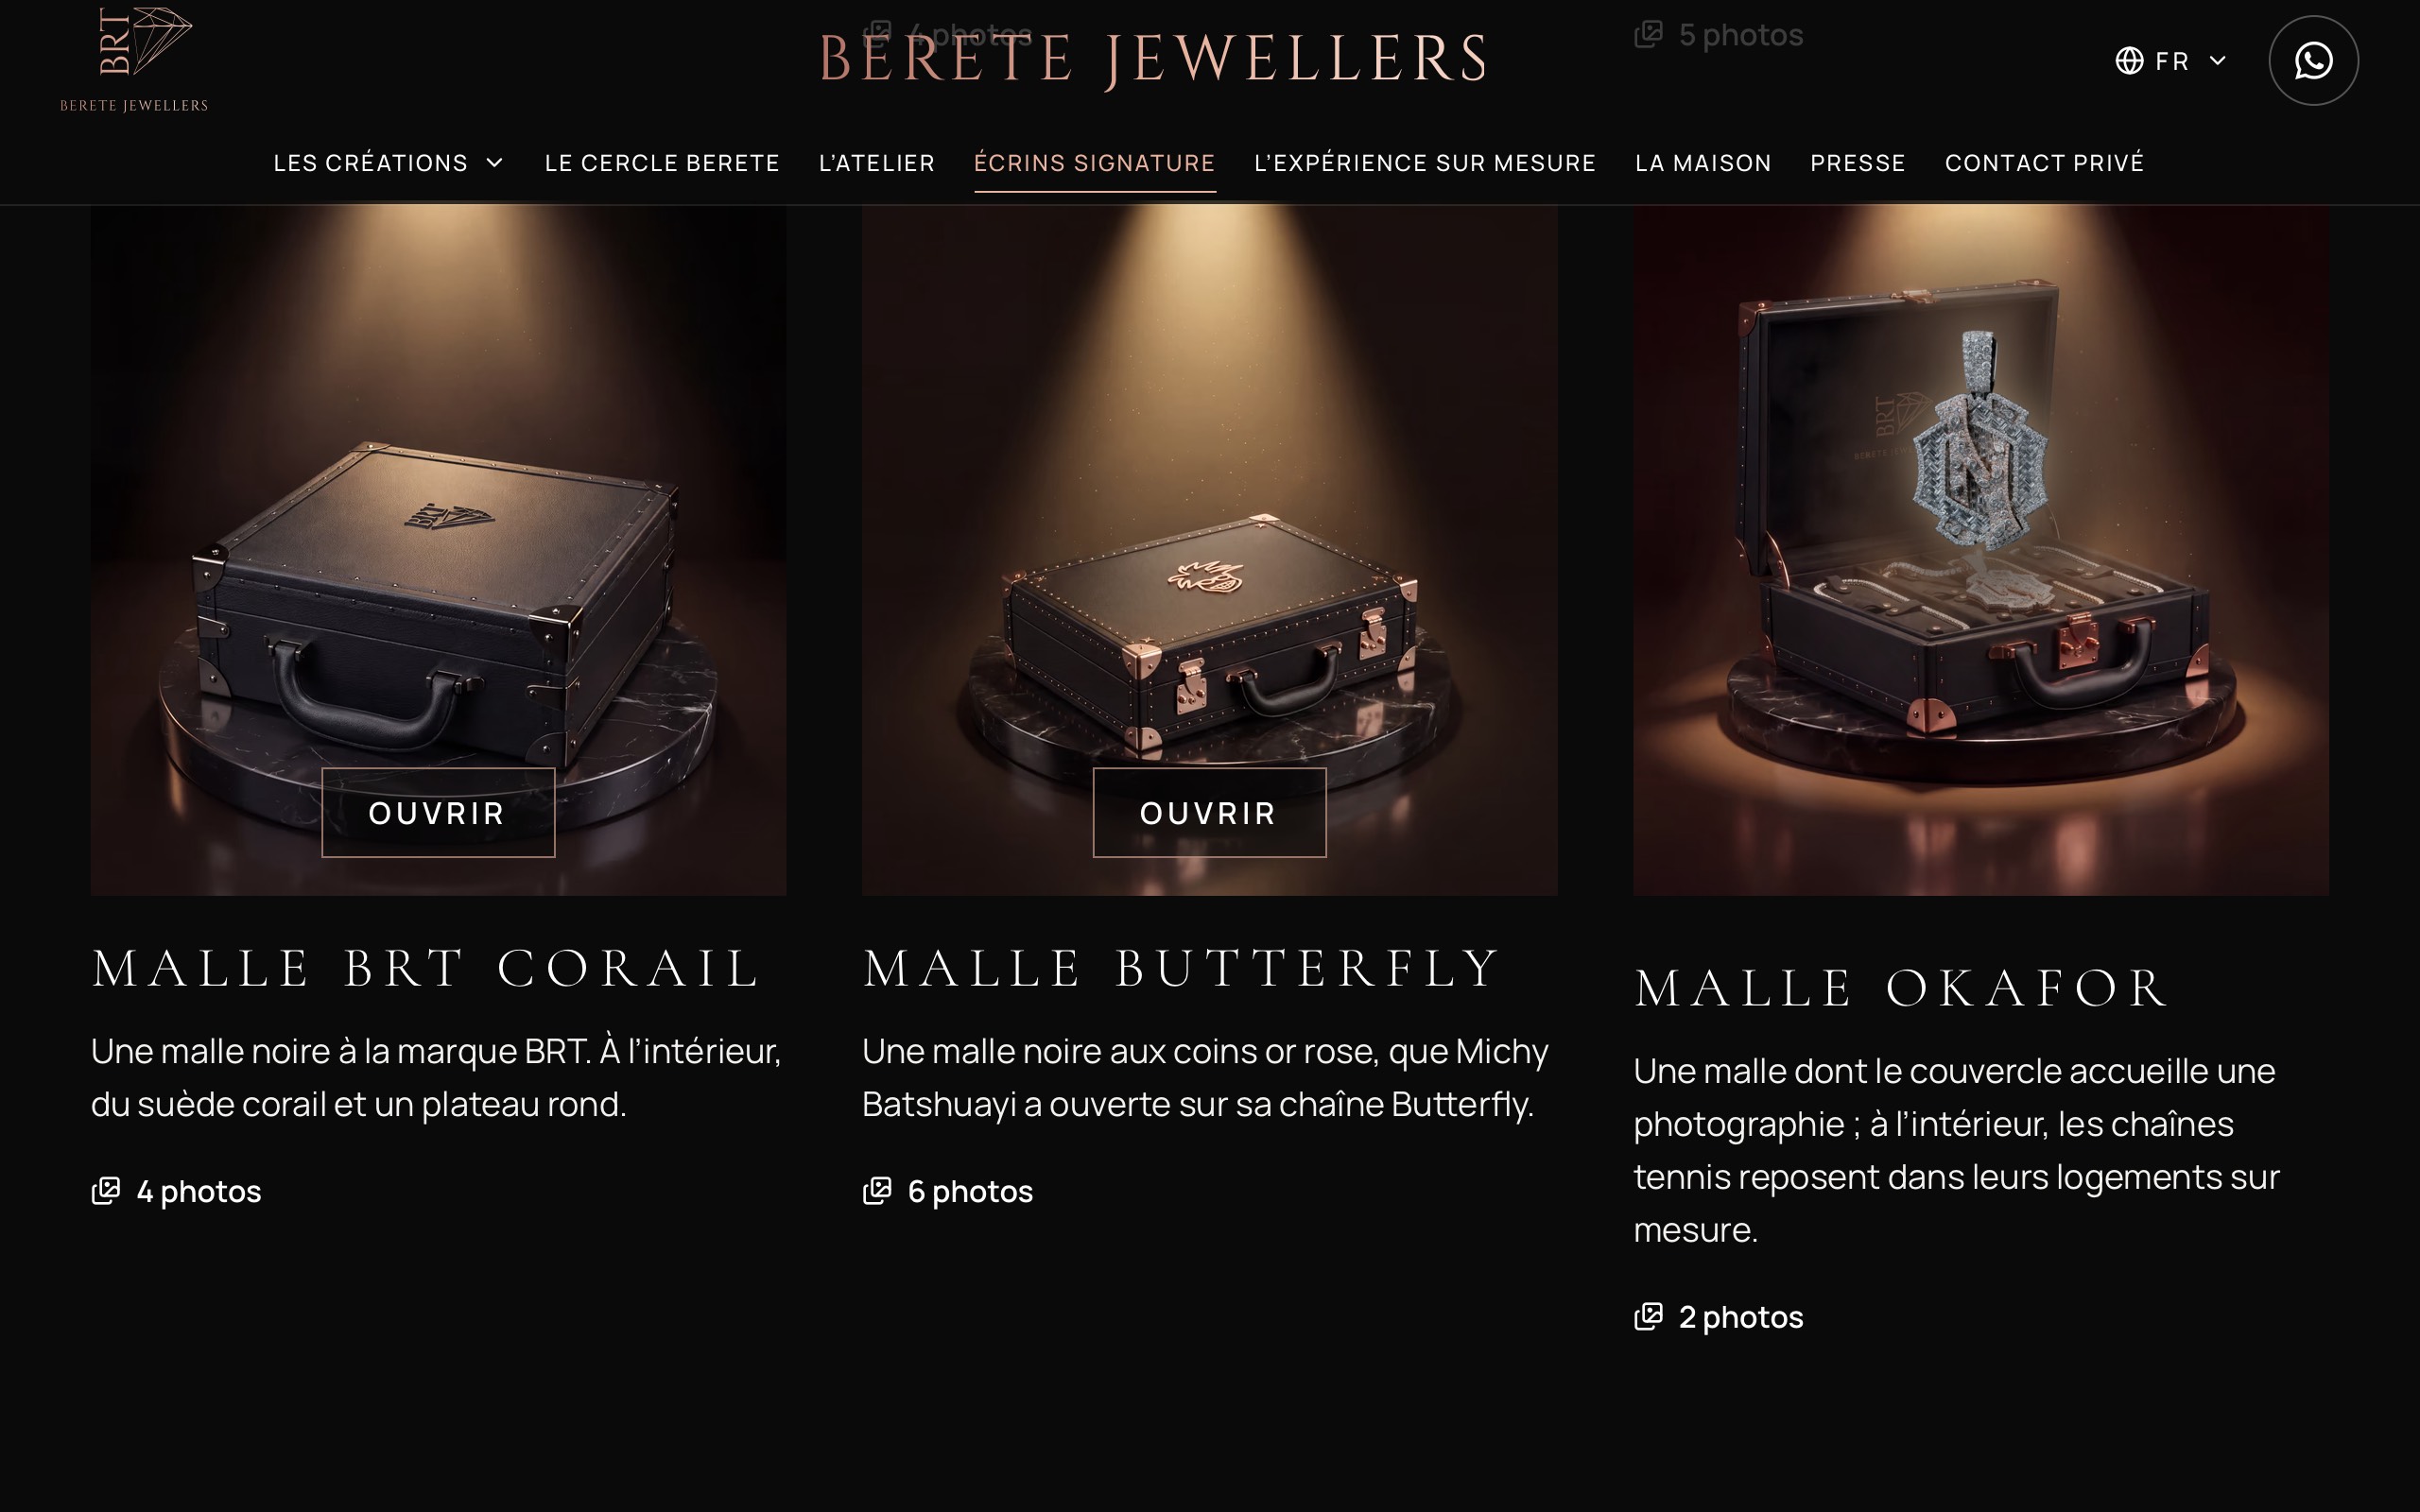 BRT
BERETE JEWELLERS
4 photos
BERETE JEWELLERS
5 photos
FR
LES CRÉATIONS
LE CERCLE BERETE
L’ATELIER
ÉCRINS SIGNATURE
L’EXPÉRIENCE SUR MESURE
LA MAISON
PRESSE
CONTACT PRIVÉ
BRT
OUVRIR
OUVRIR
BRT
N
MALLE BRT CORAIL
Une malle noire à la marque BRT. À l’intérieur,
du suède corail et un plateau rond.
4 photos
MALLE BUTTERFLY
Une malle noire aux coins or rose, que Michy
Batshuayi a ouverte sur sa chaîne Butterfly.
6 photos
MALLE OKAFOR
Une malle dont le couvercle accueille une
photographie ; à l’intérieur, les chaînes
tennis reposent dans leurs logements sur
mesure.
2 photos